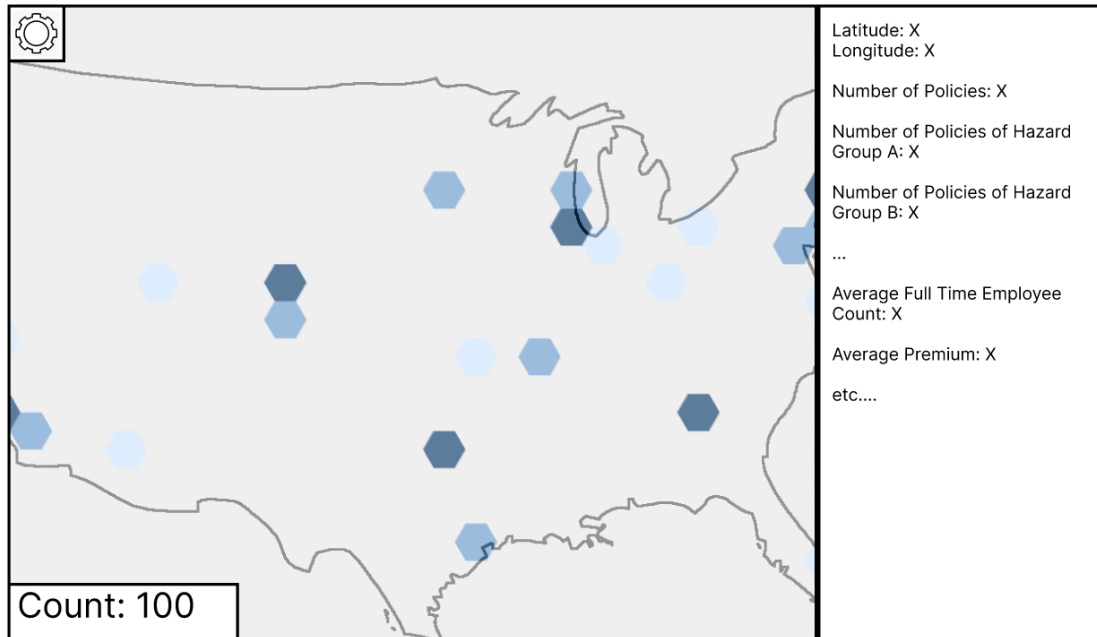 Latitude: X
Longitude: X
Number of Policies: X
Number of Policies of Hazard
Group A: X
Number of Policies of Hazard
Group B: X
...
Average Full Time Employee
Count: X
Average Premium: X
etc....
Count: 100